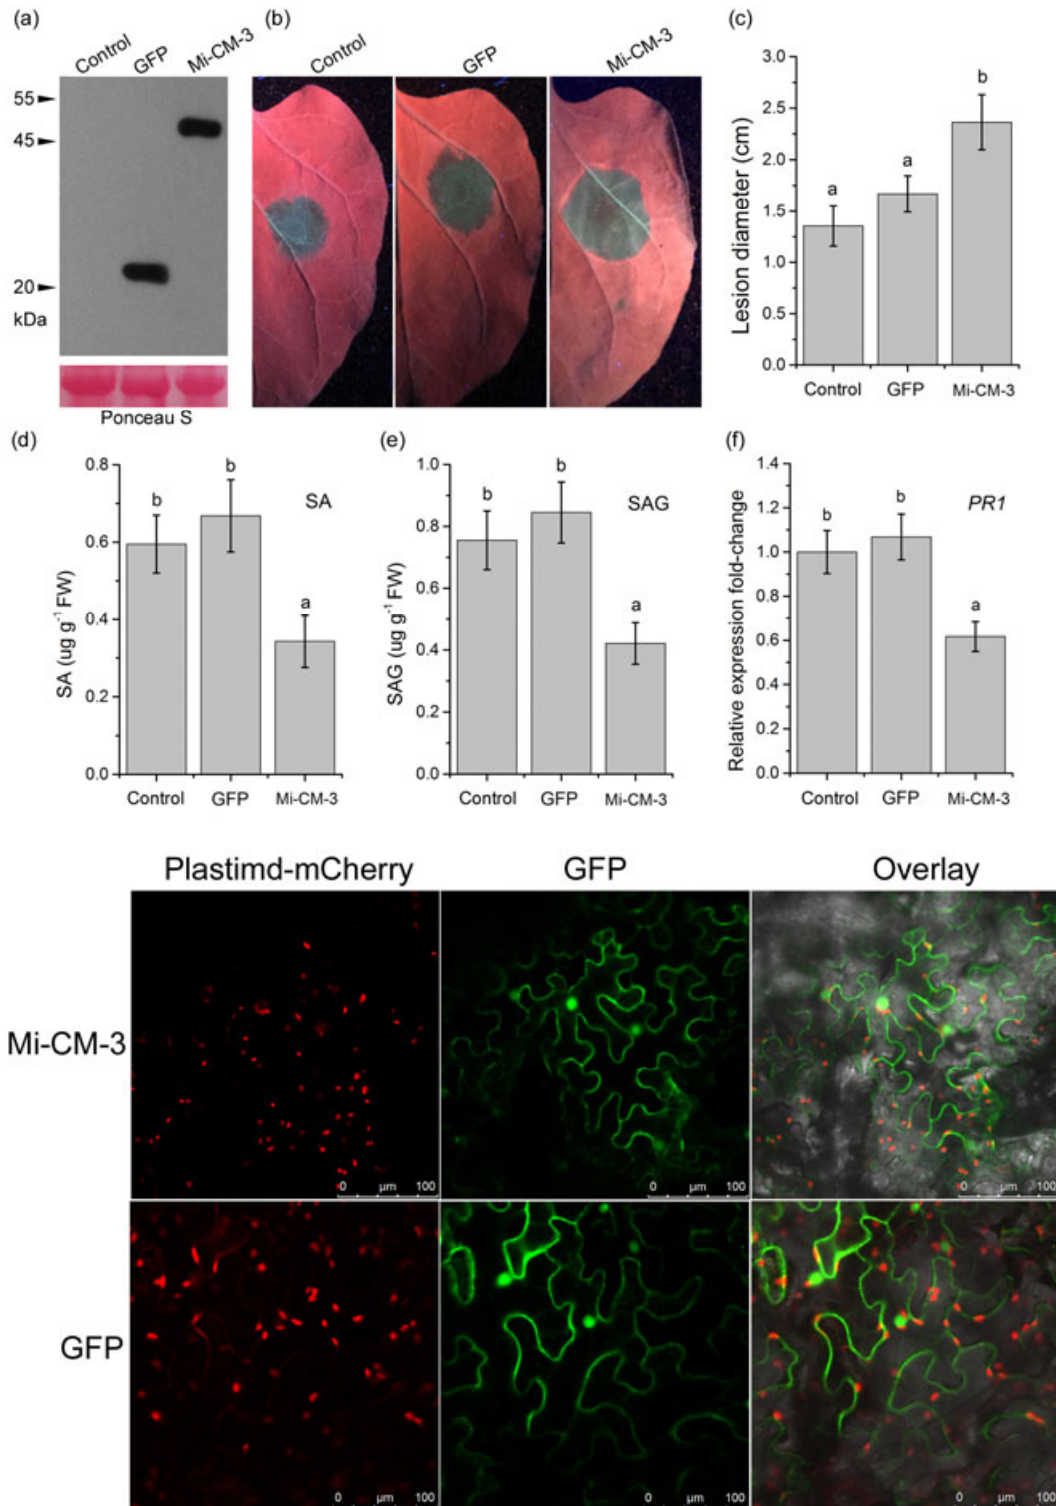 (a)
Control
GFP
Mi-CM-3
55
45
20
kDa
Ponceau S
(b)
Control
GFP
Mi-CM-3
(c)
Lesion diameter (cm)
3.0
2.5
2.0
1.5
1.0
0.5
0.0
a
a
b
Control
GFP
Mi-CM-3
(d)
SA (ug g⁻¹ FW)
0.8
0.6
0.4
0.2
0.0
b
b
a
SA
Control
GFP
Mi-CM-3
(e)
SAG (ug g⁻¹ FW)
1.0
0.8
0.6
0.4
0.2
0.0
b
b
a
SAG
Control
GFP
Mi-CM-3
(f)
Relative expression fold-change
1.4
1.2
1.0
0.8
0.6
0.4
0.2
0.0
b
b
a
PR1
Control
GFP
Mi-CM-3
Plastimd-mCherry
GFP
Overlay
Mi-CM-3
0 µm 100
0 µm 100
0 µm 100
GFP
0 µm 100
0 µm 100
0 µm 100